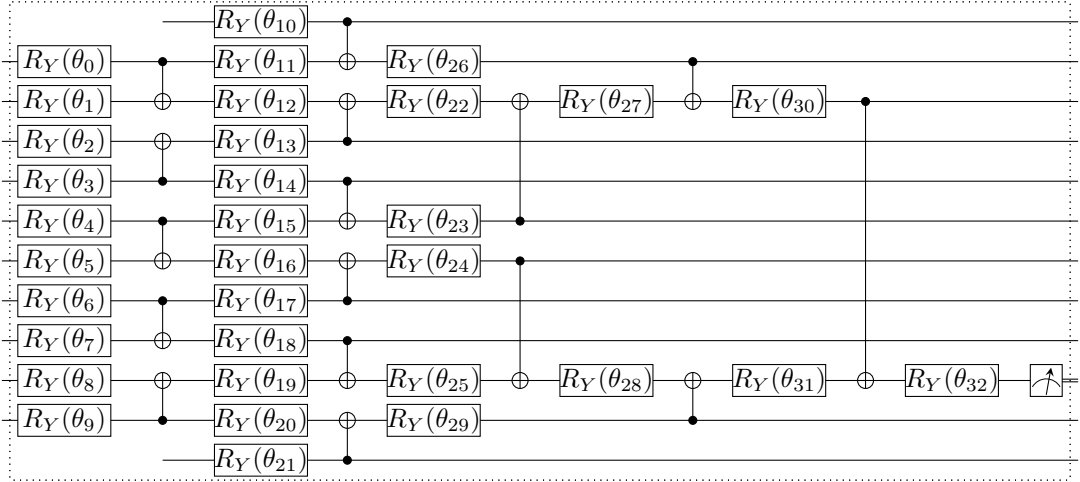 R_Y(θ_10)
R_Y(θ_0) R_Y(θ_11) R_Y(θ_26)
R_Y(θ_1) R_Y(θ_12) R_Y(θ_22) R_Y(θ_27) R_Y(θ_30)
R_Y(θ_2) R_Y(θ_13)
R_Y(θ_3) R_Y(θ_14)
R_Y(θ_4) R_Y(θ_15) R_Y(θ_23)
R_Y(θ_5) R_Y(θ_16) R_Y(θ_24)
R_Y(θ_6) R_Y(θ_17)
R_Y(θ_7) R_Y(θ_18)
R_Y(θ_8) R_Y(θ_19) R_Y(θ_25) R_Y(θ_28) R_Y(θ_31) R_Y(θ_32)
R_Y(θ_9) R_Y(θ_20) R_Y(θ_29)
R_Y(θ_21)